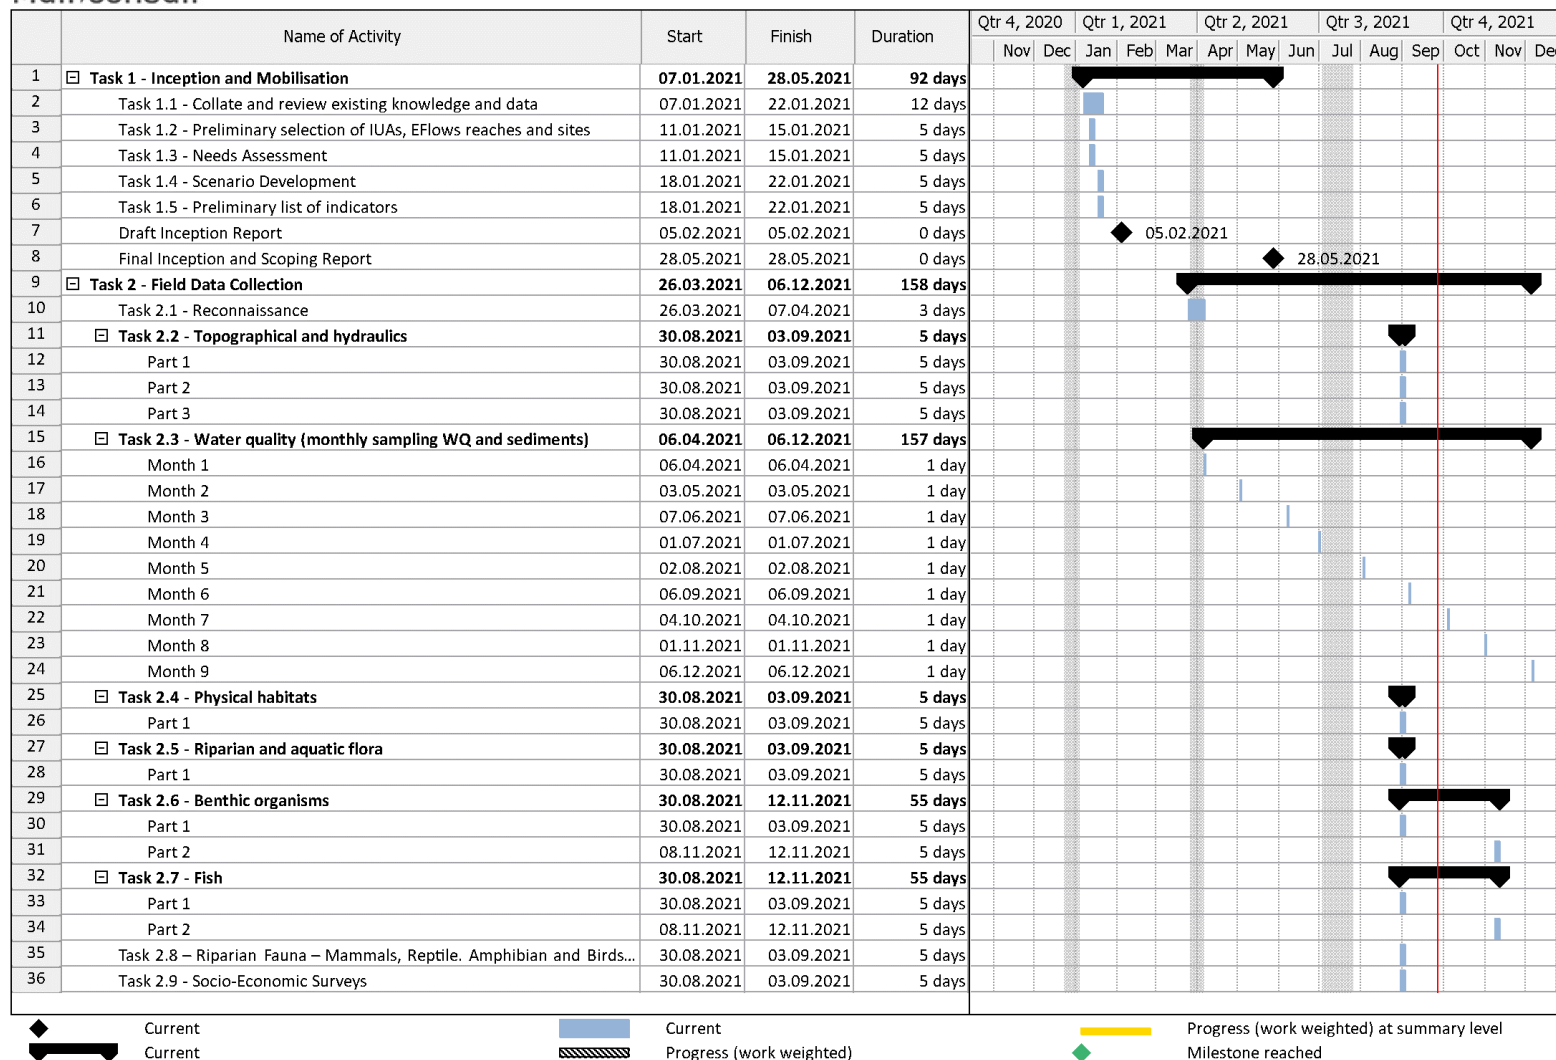 Name of Activity Start Finish Duration Qtr 4, 2020 Qtr 1, 2021 Qtr 2, 2021 Qtr 3, 2021 Qtr 4, 2021
Nov Dec Jan Feb Mar Apr May Jun Jul Aug Sep Oct Nov Dec
1 Task 1 - Inception and Mobilisation 07.01.2021 28.05.2021 92 days
2 Task 1.1 - Collate and review existing knowledge and data 07.01.2021 22.01.2021 12 days
3 Task 1.2 - Preliminary selection of IUAs, EFlows reaches and sites 11.01.2021 15.01.2021 5 days
4 Task 1.3 - Needs Assessment 11.01.2021 15.01.2021 5 days
5 Task 1.4 - Scenario Development 18.01.2021 22.01.2021 5 days
6 Task 1.5 - Preliminary list of indicators 18.01.2021 22.01.2021 5 days
7 Draft Inception Report 05.02.2021 05.02.2021 0 days 05.02.2021
8 Final Inception and Scoping Report 28.05.2021 28.05.2021 0 days 28.05.2021
9 Task 2 - Field Data Collection 26.03.2021 06.12.2021 158 days
10 Task 2.1 - Reconnaissance 26.03.2021 07.04.2021 3 days
11 Task 2.2 - Topographical and hydraulics 30.08.2021 03.09.2021 5 days
12 Part 1 30.08.2021 03.09.2021 5 days
13 Part 2 30.08.2021 03.09.2021 5 days
14 Part 3 30.08.2021 03.09.2021 5 days
15 Task 2.3 - Water quality (monthly sampling WQ and sediments) 06.04.2021 06.12.2021 157 days
16 Month 1 06.04.2021 06.04.2021 1 day
17 Month 2 03.05.2021 03.05.2021 1 day
18 Month 3 07.06.2021 07.06.2021 1 day
19 Month 4 01.07.2021 01.07.2021 1 day
20 Month 5 02.08.2021 02.08.2021 1 day
21 Month 6 06.09.2021 06.09.2021 1 day
22 Month 7 04.10.2021 04.10.2021 1 day
23 Month 8 01.11.2021 01.11.2021 1 day
24 Month 9 06.12.2021 06.12.2021 1 day
25 Task 2.4 - Physical habitats 30.08.2021 03.09.2021 5 days
26 Part 1 30.08.2021 03.09.2021 5 days
27 Task 2.5 - Riparian and aquatic flora 30.08.2021 03.09.2021 5 days
28 Part 1 30.08.2021 03.09.2021 5 days
29 Task 2.6 - Benthic organisms 30.08.2021 12.11.2021 55 days
30 Part 1 30.08.2021 03.09.2021 5 days
31 Part 2 08.11.2021 12.11.2021 5 days
32 Task 2.7 - Fish 30.08.2021 12.11.2021 55 days
33 Part 1 30.08.2021 03.09.2021 5 days
34 Part 2 08.11.2021 12.11.2021 5 days
35 Task 2.8 – Riparian Fauna – Mammals, Reptile. Amphibian and Birds... 30.08.2021 03.09.2021 5 days
36 Task 2.9 - Socio-Economic Surveys 30.08.2021 03.09.2021 5 days
Current Current Progress (work weighted) at summary level
Current Progress (work weighted) Milestone reached